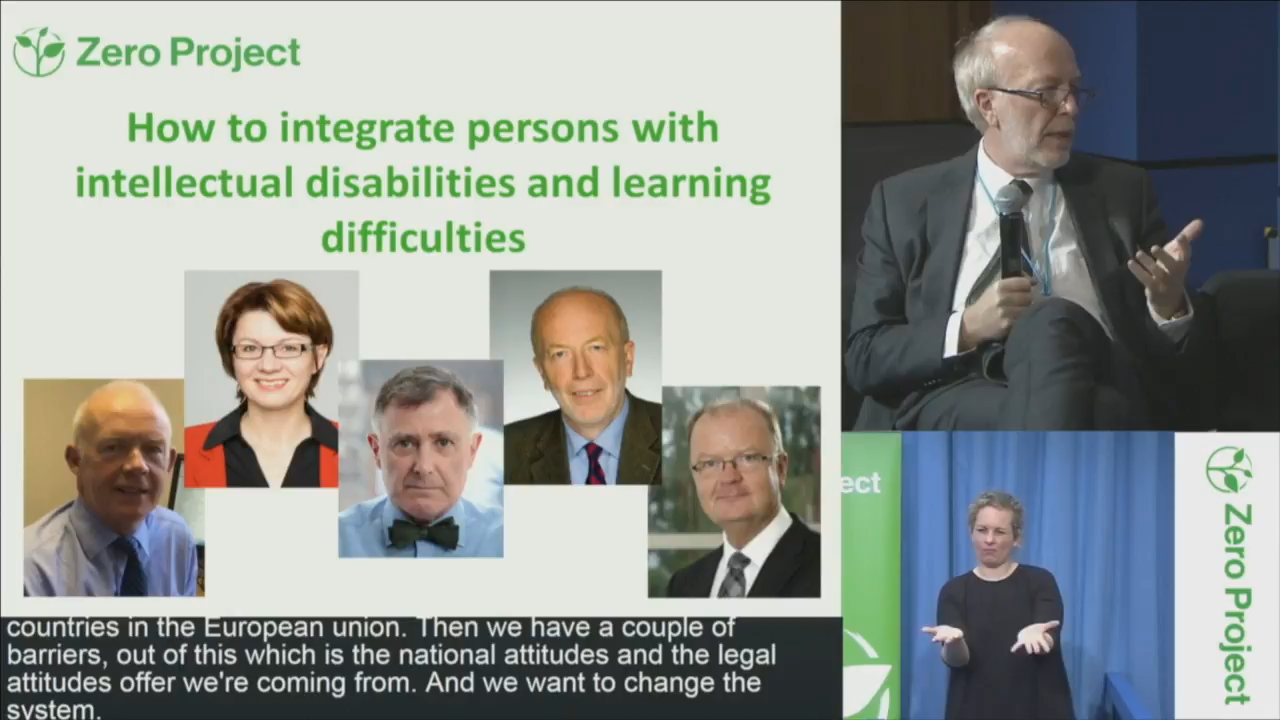 Zero Project
How to integrate persons with
intellectual disabilities and learning
difficulties
countries in the European union. Then we have a couple of
barriers, out of this which is the national attitudes and the legal
attitudes offer we're coming from. And we want to change the
system.
ect
Zero Project